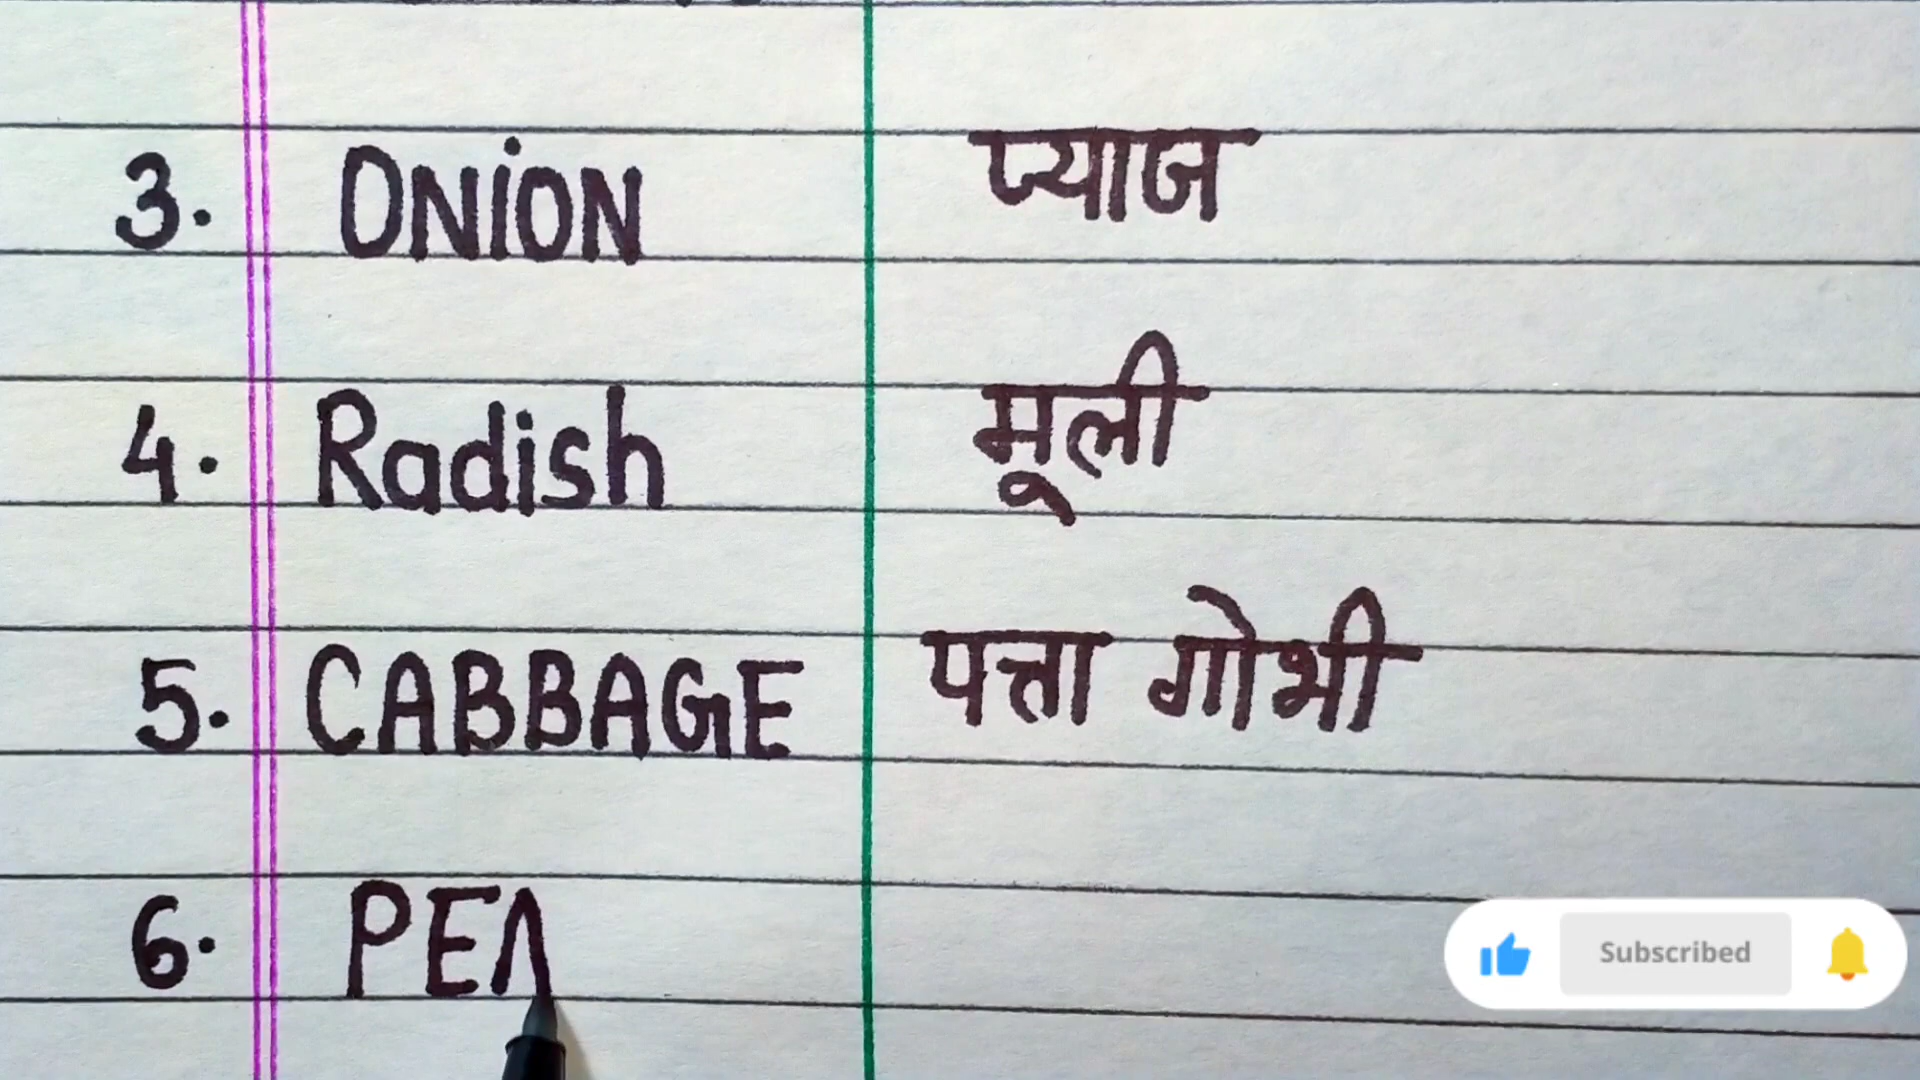 3. ONiON प्याज
4. Radish मूली
5. CABBAGE पत्ता गोभी
6. PEA
Subscribed